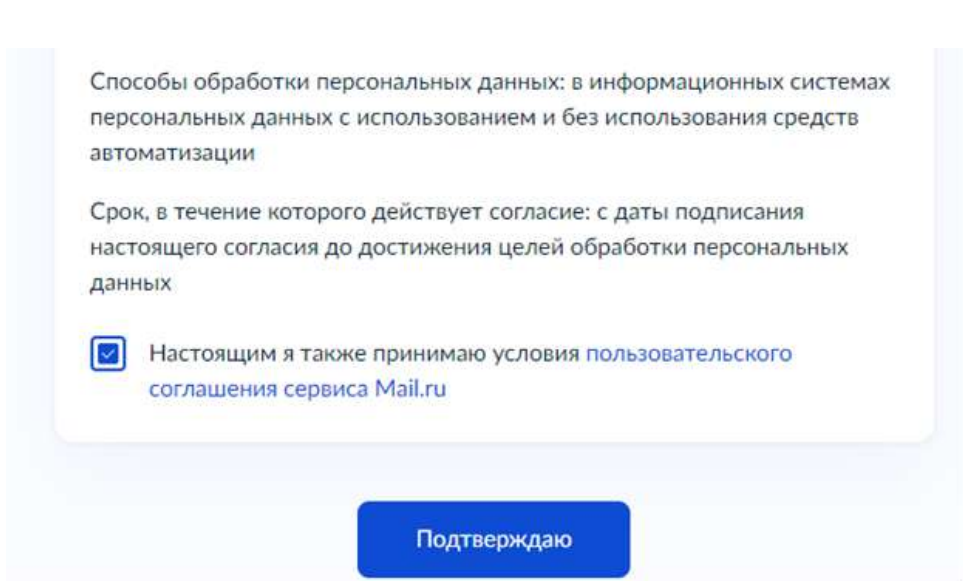 Способы обработки персональных данных: в информационных системах
персональных данных с использованием и без использования средств
автоматизации
Срок, в течение которого действует согласие: с даты подписания
настоящего согласия до достижения целей обработки персональных
данных
Настоящим я также принимаю условия пользовательского
соглашения сервиса Mail.ru
Подтверждаю